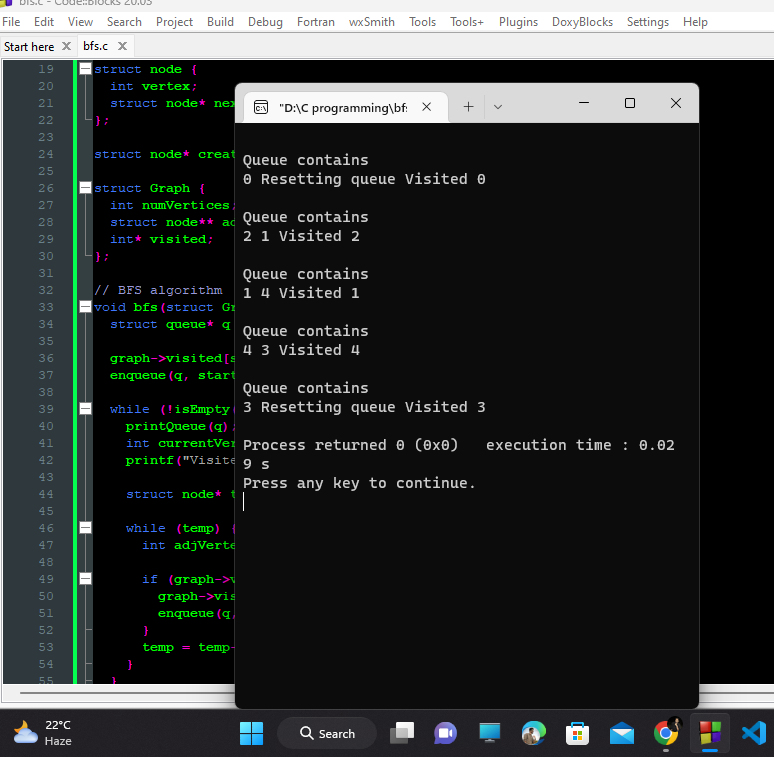 bfs.c - Code::Blocks 20.03
File Edit View Search Project Build Debug Fortran wxSmith Tools Tools+ Plugins DoxyBlocks Settings Help
Start here bfs.c
19 struct node {
20 int vertex;
21 struct node* nex
22 };
23
24 struct node* creat
25
26 struct Graph {
27 int numVertices;
28 struct node** ad
29 int* visited;
30 };
31
32 // BFS algorithm
33 void bfs(struct Gr
34 struct queue* q
35
36 graph->visited[s
37 enqueue(q, start
38
39 while (!isEmpty(
40 printQueue(q);
41 int currentVer
42 printf("Visite
43
44 struct node* t
45
46 while (temp) {
47 int adjVerte
48
49 if (graph->v
50 graph->vis
51 enqueue(q,
52 }
53 temp = temp-
54 }
55 }
"D:\C programming\bfs
Queue contains
0 Resetting queue Visited 0
Queue contains
2 1 Visited 2
Queue contains
1 4 Visited 1
Queue contains
4 3 Visited 4
Queue contains
3 Resetting queue Visited 3
Process returned 0 (0x0)   execution time : 0.02
9 s
Press any key to continue.
22°C
Haze
Search